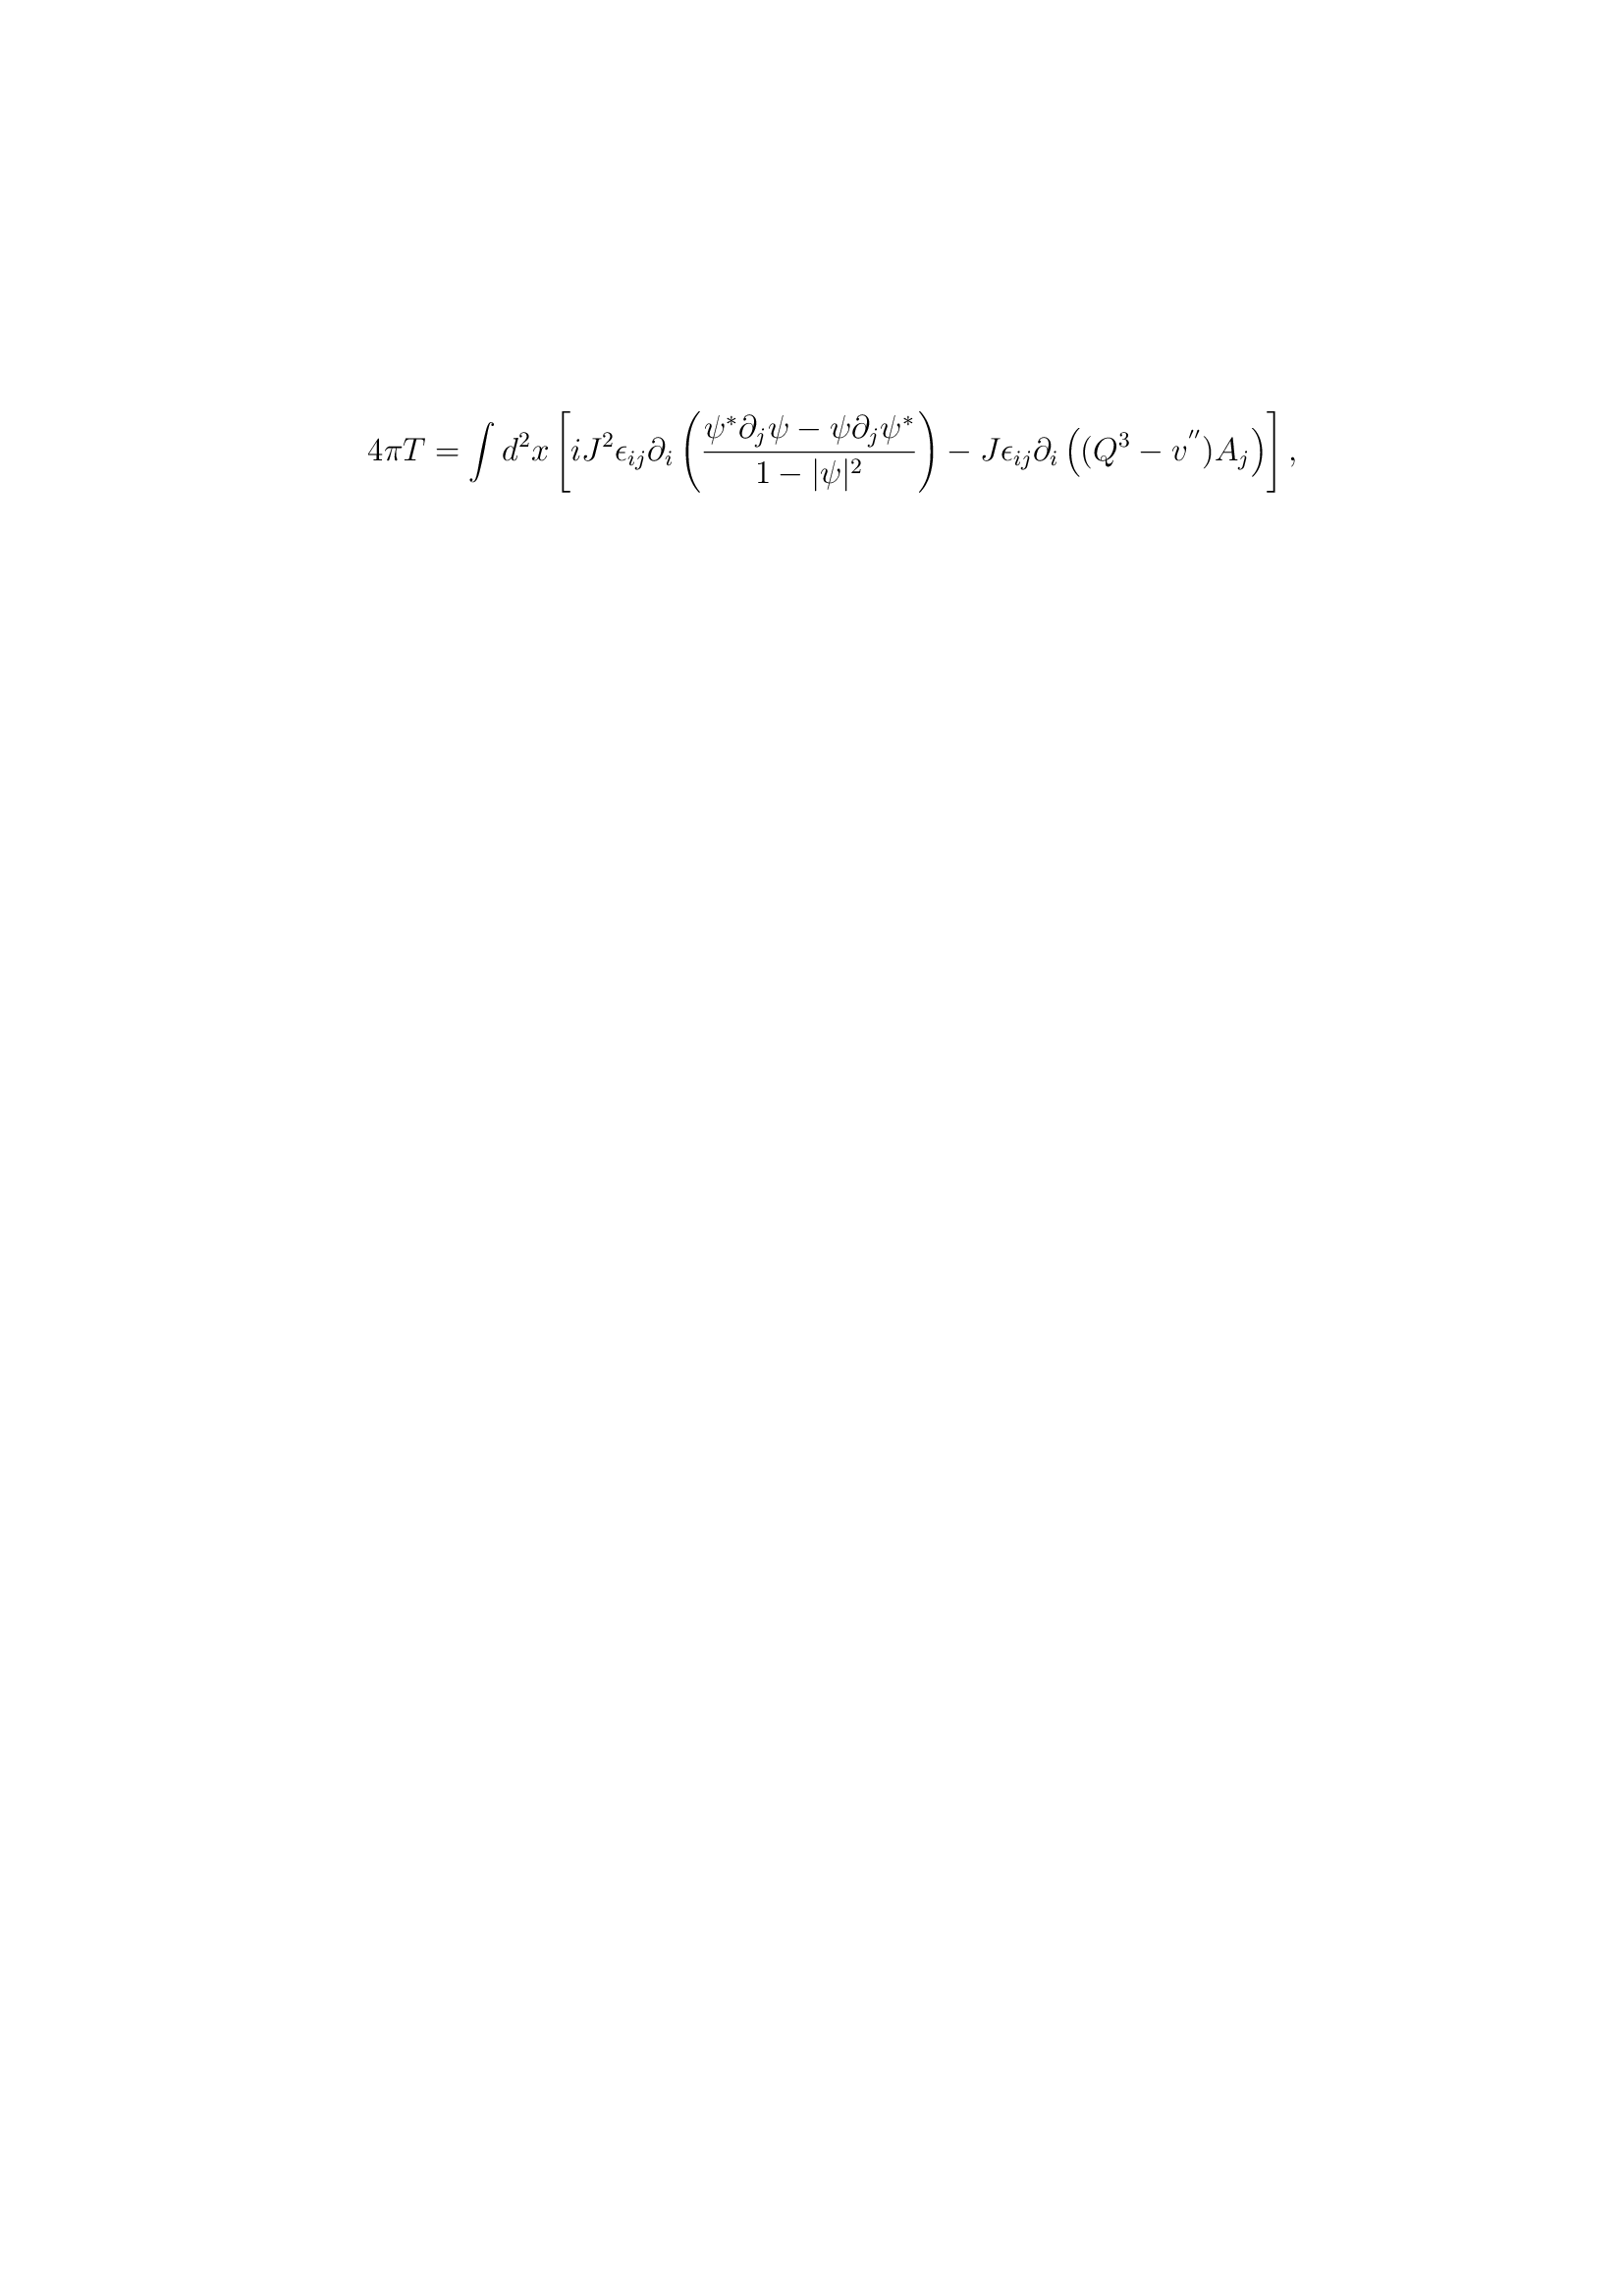 $4\pi T = \int d^2x \left[ iJ^2 \epsilon_{ij} \partial_i \left( \frac{\psi^* \partial_j \psi - \psi \partial_j \psi^*}{1 - |\psi|^2} \right) - J \epsilon_{ij} \partial_i \left( (Q^3 - v^{''}) A_j \right) \right],$